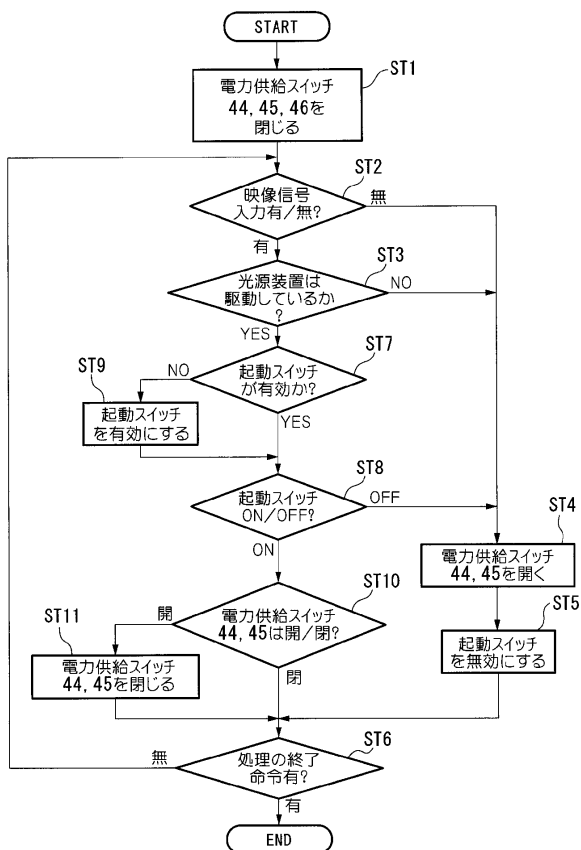 START
ST1
電力供給スイッチ
44, 45, 46を
閉じる
ST2
映像信号
入力有/無?
無
有
ST3
光源装置は
駆動しているか
?
NO
YES
ST7
起動スイッチ
が有効か?
NO
YES
ST9
起動スイッチ
を有効にする
ST8
起動スイッチ
ON/OFF?
OFF
ON
ST4
電力供給スイッチ
44, 45を開く
ST5
起動スイッチ
を無効にする
ST10
電力供給スイッチ
44, 45は開/閉?
開
閉
ST11
電力供給スイッチ
44, 45を閉じる
ST6
処理の終了
命令有?
無
有
END